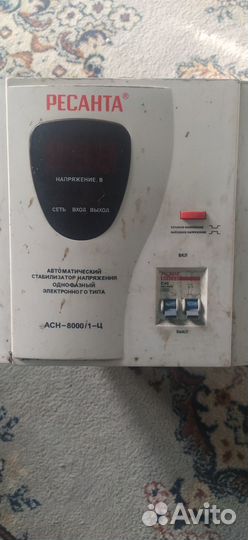 РЕСАНТА®
НАПРЯЖЕНИЕ, В
СЕТЬ ВХОД ВЫХОД
ВКЛ
АВТОМАТИЧЕСКИЙ
СТАБИЛИЗАТОР НАПРЯЖЕНИЯ
ОДНОФАЗНЫЙ
ЭЛЕКТРОННОГО ТИПА
АСН-8000/1-Ц
ВЫКЛ
Avito